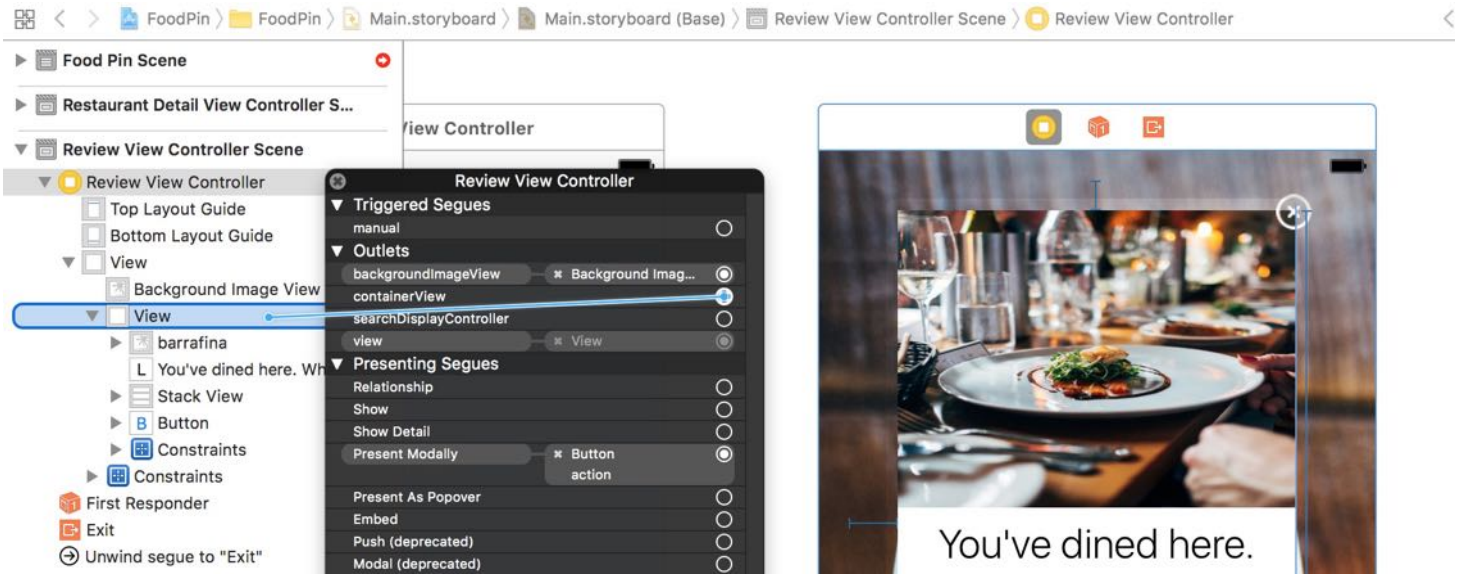 FoodPin > FoodPin > Main.storyboard > Main.storyboard (Base) > Review View Controller Scene > Review View Controller
Food Pin Scene
Restaurant Detail View Controller S...
Review View Controller Scene
Review View Controller
Top Layout Guide
Bottom Layout Guide
View
Background Image View
View
barrafina
L You've dined here. Wh
Stack View
B Button
Constraints
Constraints
First Responder
Exit
Unwind segue to "Exit"
View Controller
Review View Controller
Triggered Segues
manual
Outlets
backgroundImageView Background Imag...
containerView
searchDisplayController
view View
Presenting Segues
Relationship
Show
Show Detail
Present Modally Button
action
Present As Popover
Embed
Push (deprecated)
Modal (deprecated)
You've dined here.